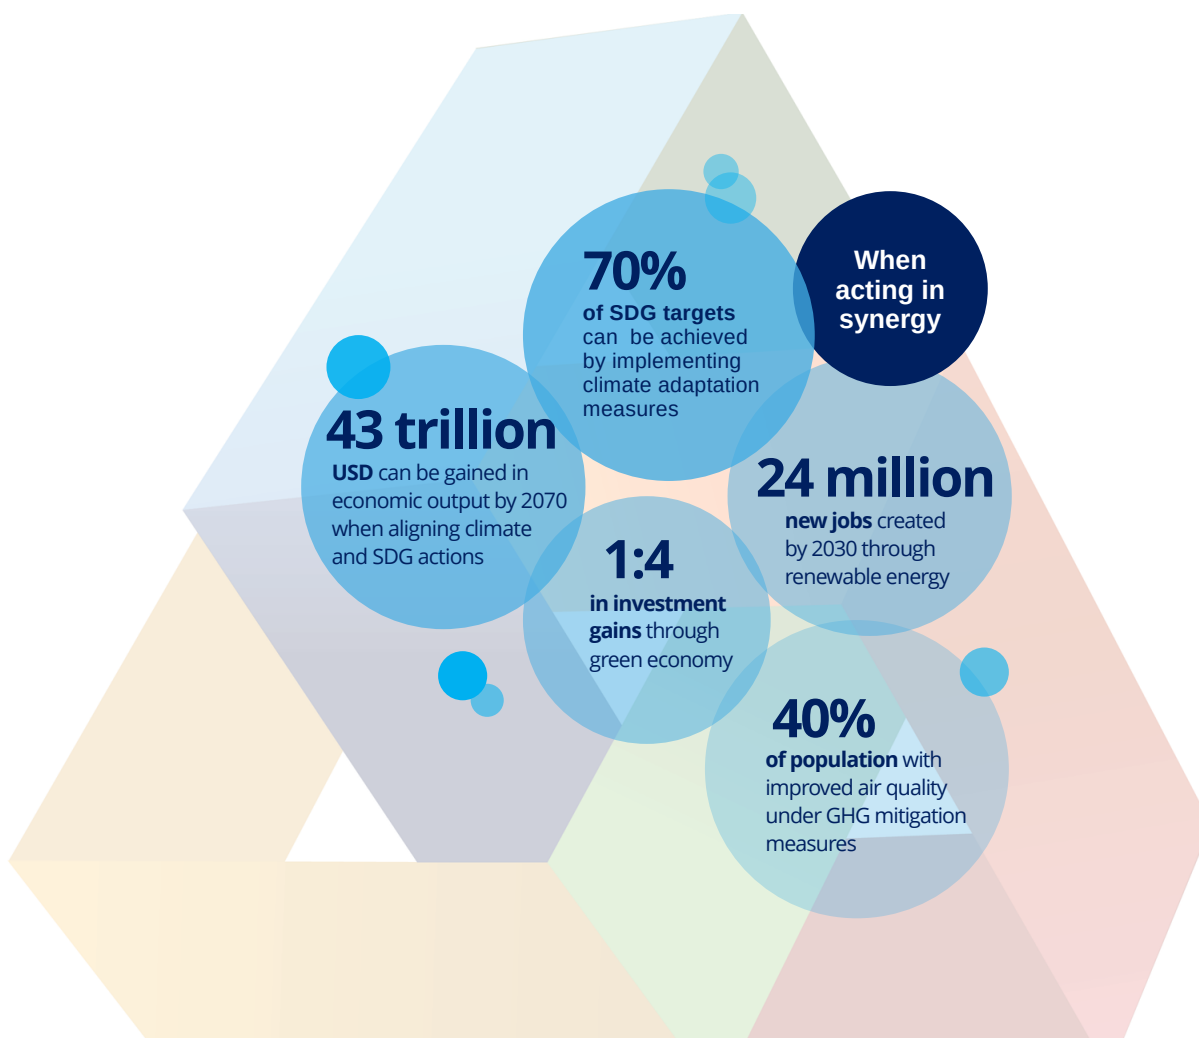 When
acting in
synergy
70%
of SDG targets
can be achieved
by implementing
climate adaptation
measures
43 trillion
USD can be gained in
economic output by 2070
when aligning climate
and SDG actions
24 million
new jobs created
by 2030 through
renewable energy
1:4
in investment
gains through
green economy
40%
of population with
improved air quality
under GHG mitigation
measures